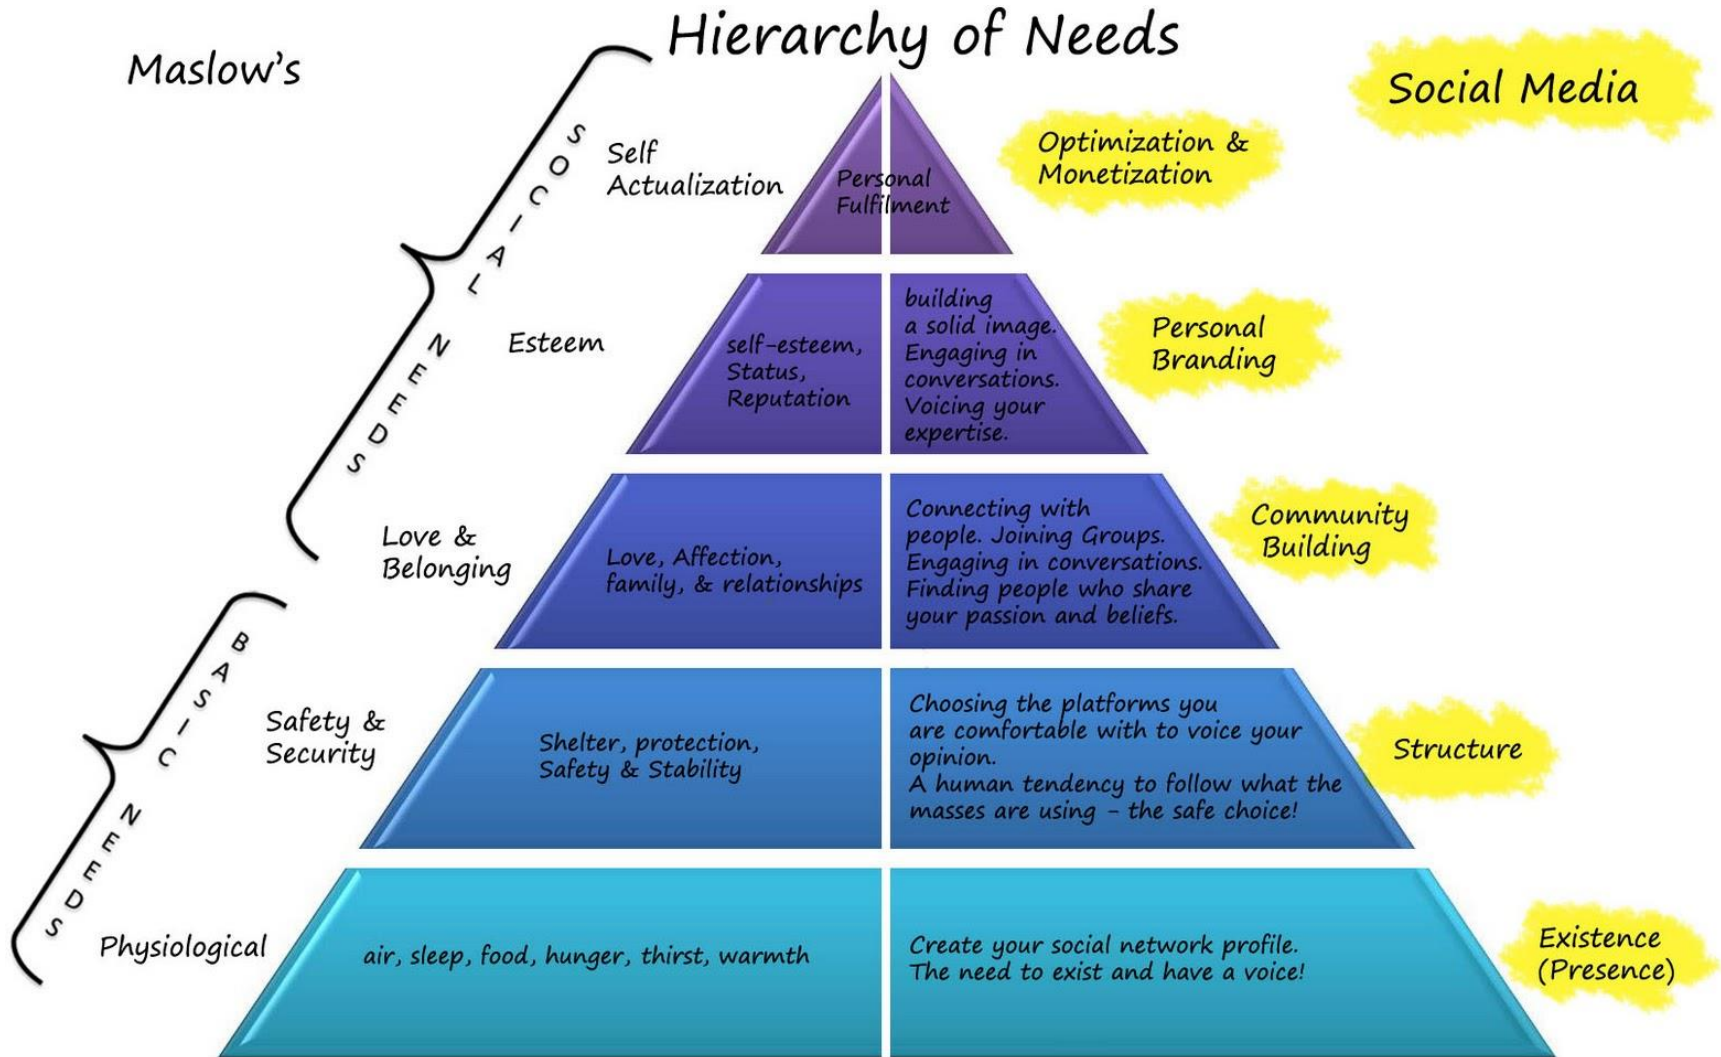 Hierarchy of Needs
Maslow's
Social Media
SOCIAL NEEDS
Self
Actualization
Personal
Fulfilment
Optimization &
Monetization
Esteem
self-esteem,
Status,
Reputation
building
a solid image.
Engaging in
conversations.
Voicing your
expertise.
Personal
Branding
Love &
Belonging
Love, Affection,
family, & relationships
Connecting with
people. Joining Groups.
Engaging in conversations.
Finding people who share
your passion and beliefs.
Community
Building
BASIC NEEDS
Safety &
Security
Shelter, protection,
Safety & Stability
Choosing the platforms you
are comfortable with to voice your
opinion.
A human tendency to follow what the
masses are using - the safe choice!
Structure
Physiological
air, sleep, food, hunger, thirst, warmth
Create your social network profile.
The need to exist and have a voice!
Existence
(Presence)